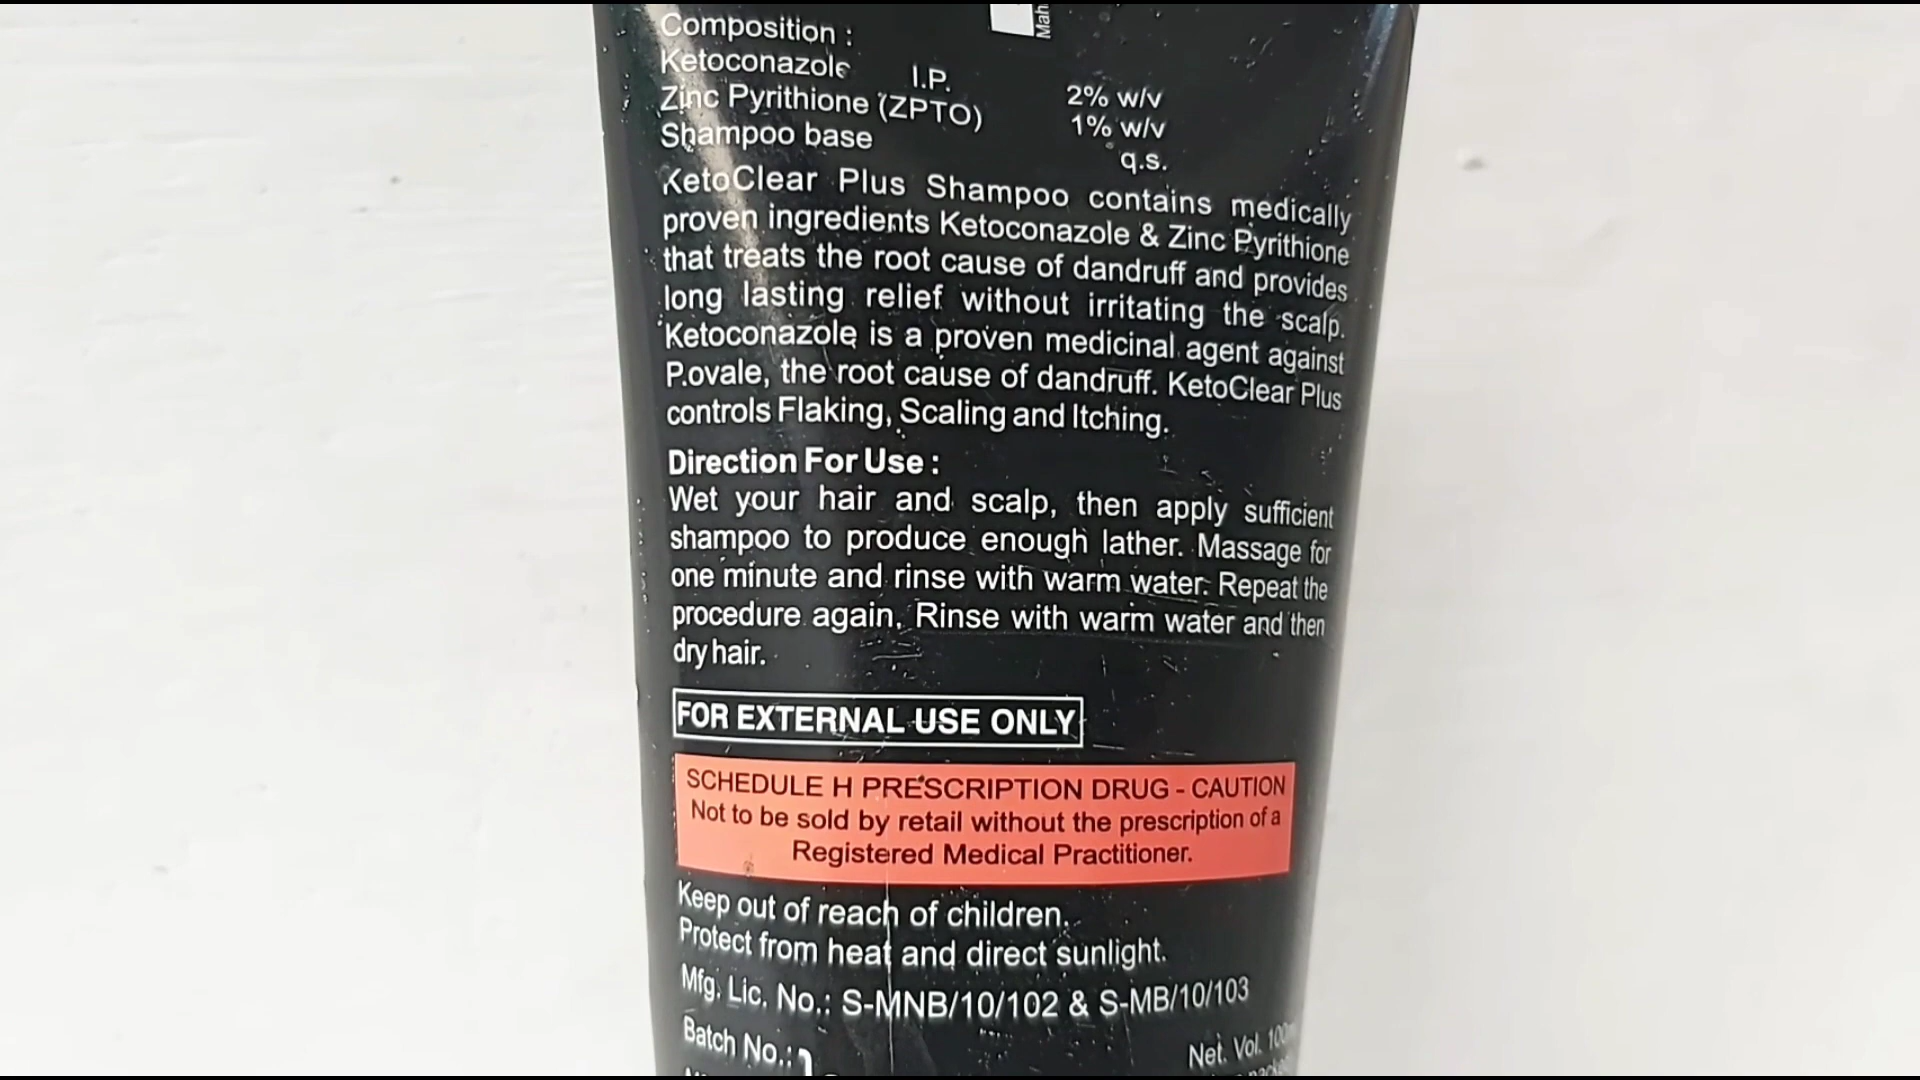 Mah
Composition :
Ketoconazole I.P. 2% w/v
Zinc Pyrithione (ZPTO) 1% w/v
Shampoo base q.s.
KetoClear Plus Shampoo contains medically
proven ingredients Ketoconazole & Zinc Pyrithione
that treats the root cause of dandruff and provides
long lasting relief without irritating the scalp.
Ketoconazole is a proven medicinal agent against
P.ovale, the root cause of dandruff. KetoClear Plus
controls Flaking, Scaling and Itching.
Direction For Use :
Wet your hair and scalp, then apply sufficient
shampoo to produce enough lather. Massage for
one minute and rinse with warm water. Repeat the
procedure again. Rinse with warm water and then
dry hair.
FOR EXTERNAL USE ONLY
SCHEDULE H PRESCRIPTION DRUG - CAUTION
Not to be sold by retail without the prescription of a
Registered Medical Practitioner.
Keep out of reach of children.
Protect from heat and direct sunlight.
Mfg. Lic. No.: S-MNB/10/102 & S-MB/10/103
Batch No.:
Net. Vol. 100